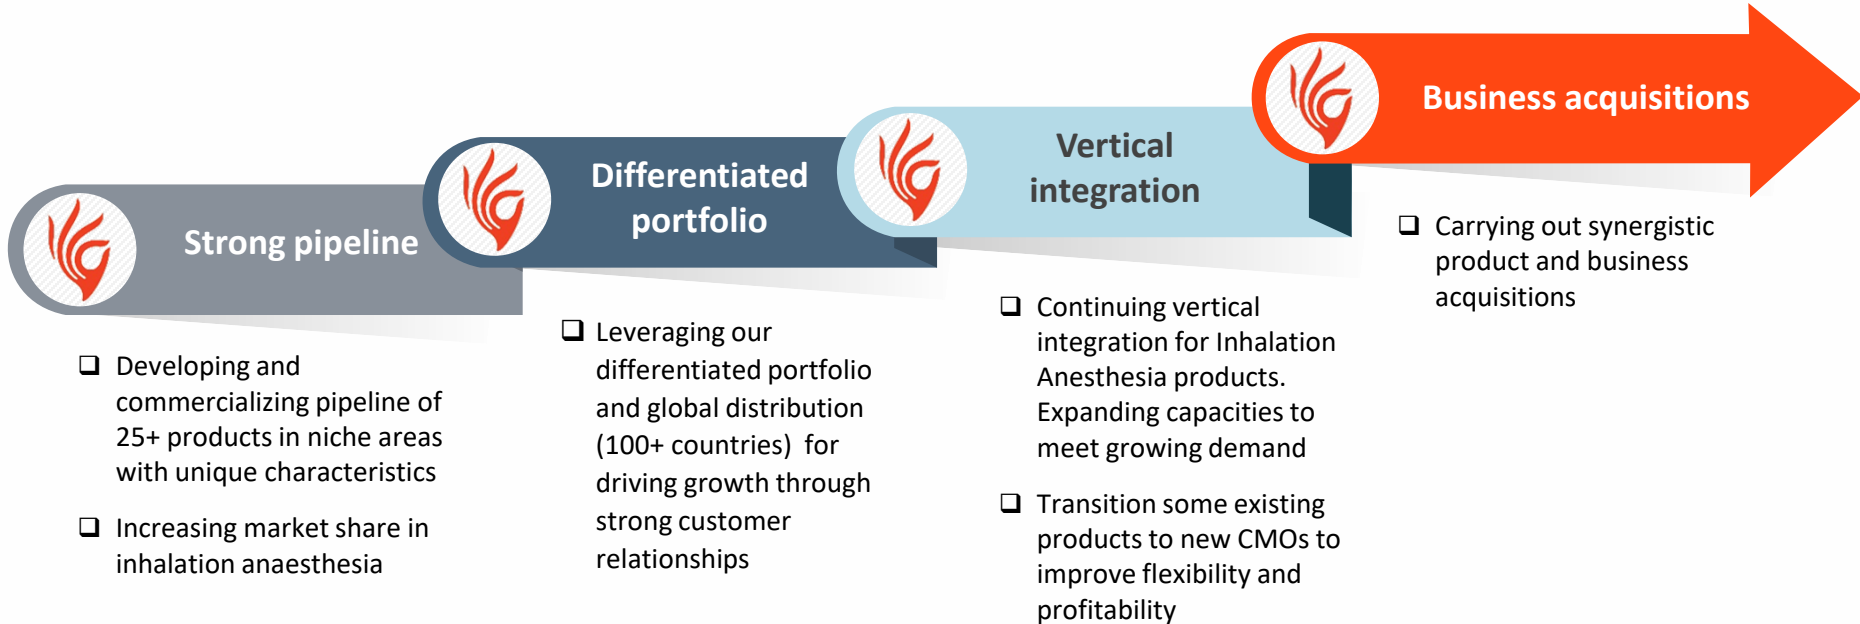 Strong pipeline
❑ Developing and
commercializing pipeline of
25+ products in niche areas
with unique characteristics
❑ Increasing market share in
inhalation anaesthesia
Differentiated
portfolio
❑ Leveraging our
differentiated portfolio
and global distribution
(100+ countries)  for
driving growth through
strong customer
relationships
Vertical
integration
❑ Continuing vertical
integration for Inhalation
Anesthesia products.
Expanding capacities to
meet growing demand
❑ Transition some existing
products to new CMOs to
improve flexibility and
profitability
Business acquisitions
❑ Carrying out synergistic
product and business
acquisitions